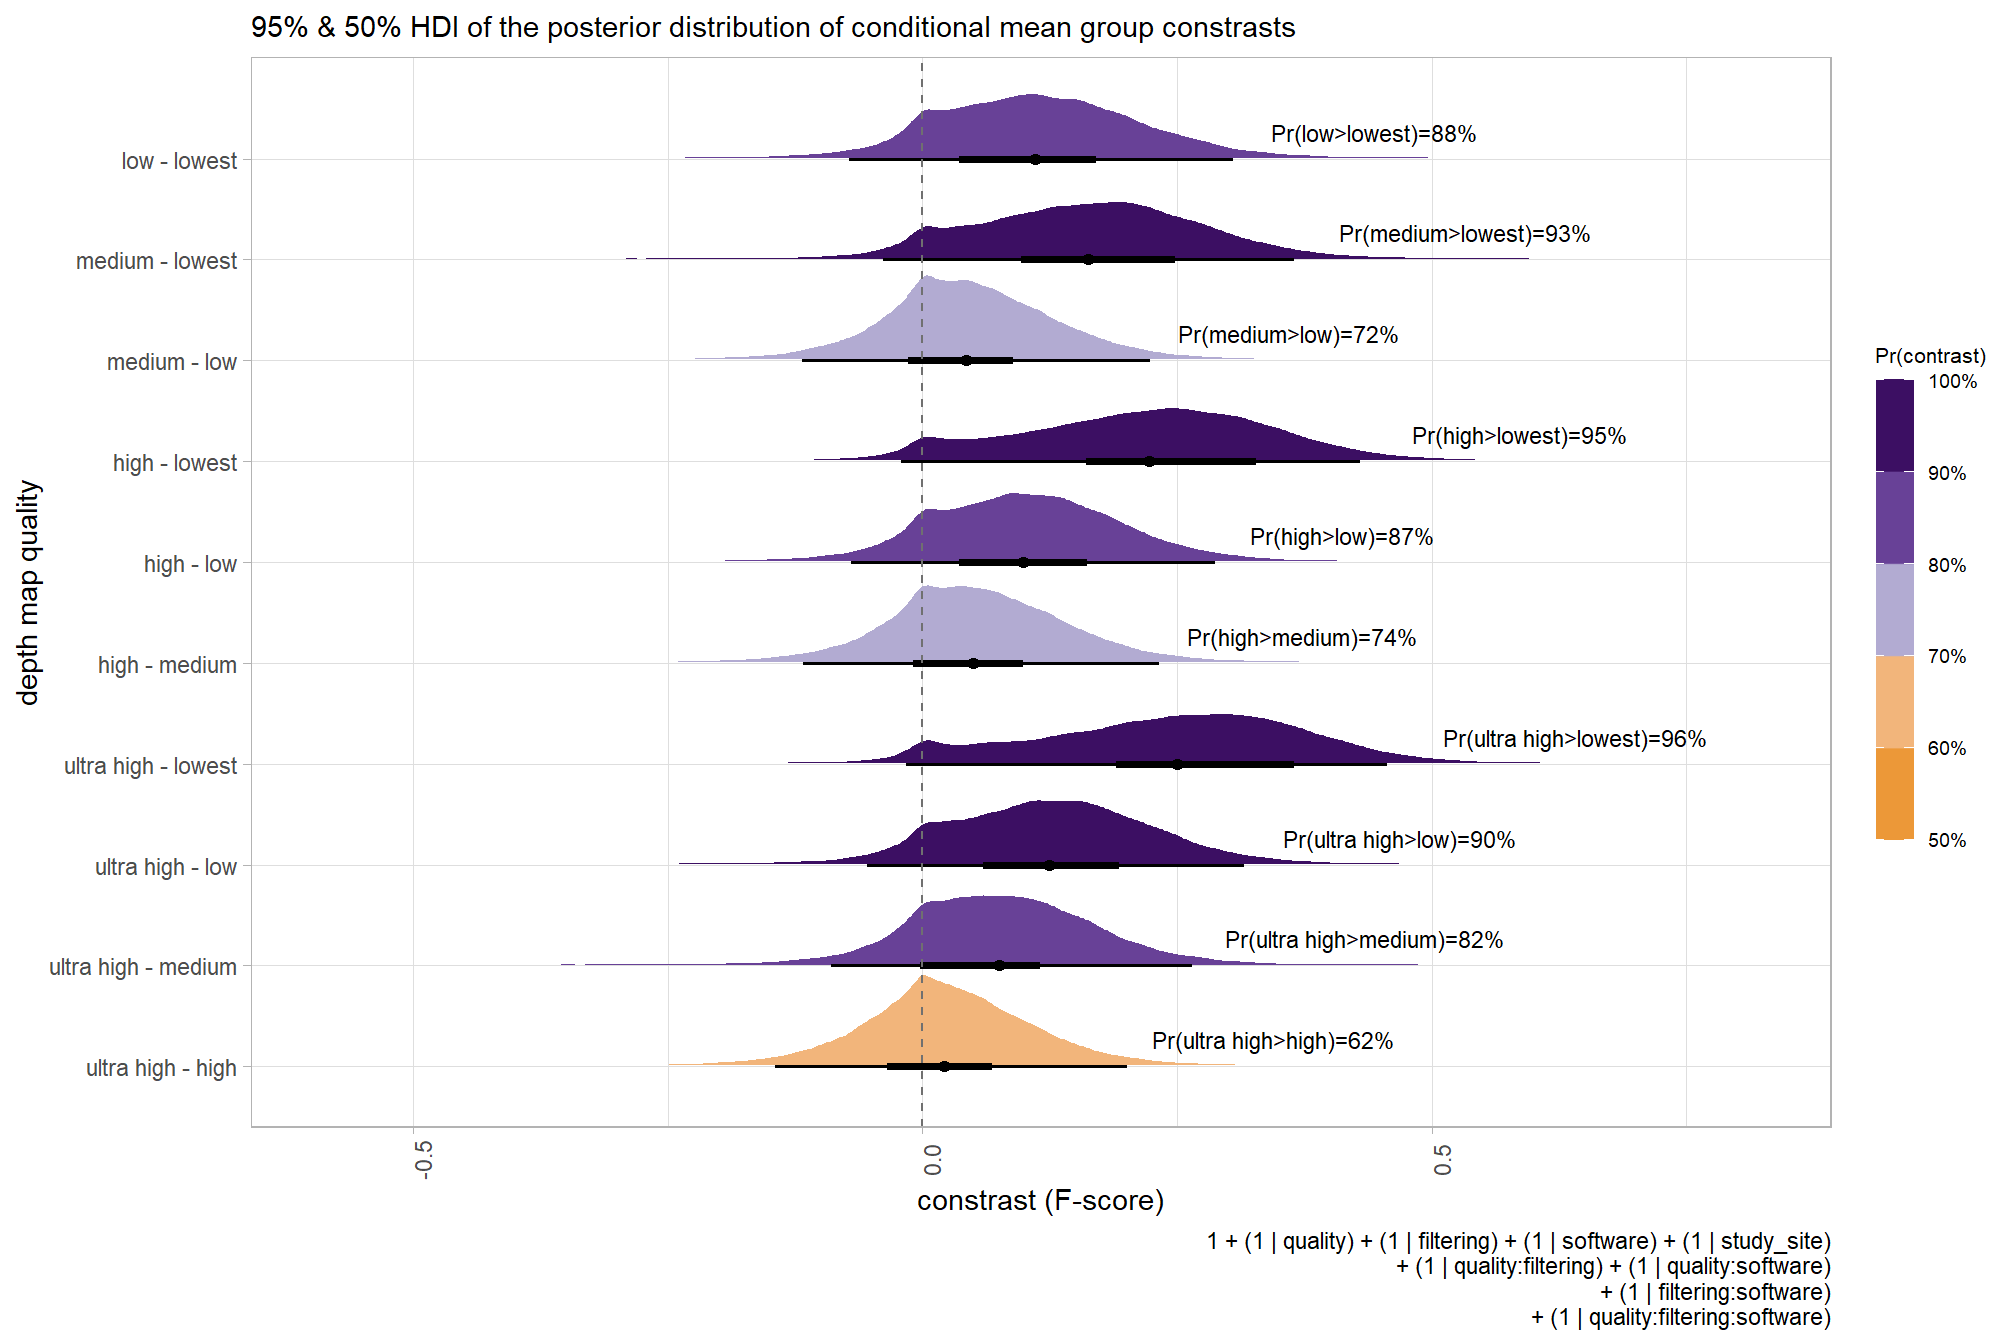 95% & 50% HDI of the posterior distribution of conditional mean group constrasts
depth map quality
low - lowest
Pr(low>lowest)=88%
medium - lowest
Pr(medium>lowest)=93%
medium - low
Pr(medium>low)=72%
high - lowest
Pr(high>lowest)=95%
high - low
Pr(high>low)=87%
high - medium
Pr(high>medium)=74%
ultra high - lowest
Pr(ultra high>lowest)=96%
ultra high - low
Pr(ultra high>low)=90%
ultra high - medium
Pr(ultra high>medium)=82%
ultra high - high
Pr(ultra high>high)=62%
-0.5
0.0
0.5
constrast (F-score)
Pr(contrast)
100%
90%
80%
70%
60%
50%
1 + (1 | quality) + (1 | filtering) + (1 | software) + (1 | study_site)
+ (1 | quality:filtering) + (1 | quality:software)
+ (1 | filtering:software)
+ (1 | quality:filtering:software)